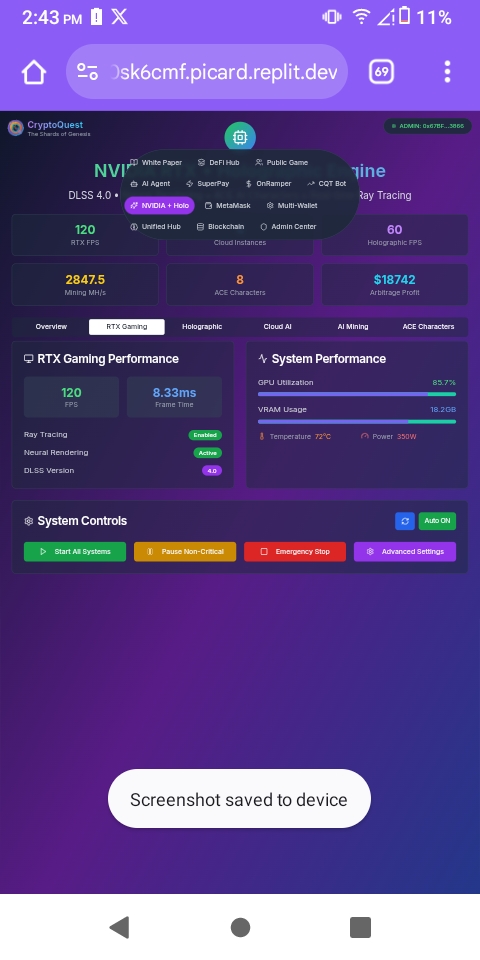 2:43 PM
11%
0sk6cmf.picard.replit.dev
69
CryptoQuest
The Shards of Genesis
ADMIN: 0x67BF...3866
White Paper
DeFi Hub
Public Game
AI Agent
SuperPay
OnRamper
CQT Bot
NVIDIA + Holo
MetaMask
Multi-Wallet
Unified Hub
Blockchain
Admin Center
DLSS 4.0 •
Ray Tracing
120
RTX FPS
Cloud Instances
60
Holographic FPS
2847.5
Mining MH/s
8
ACE Characters
$18742
Arbitrage Profit
Overview
RTX Gaming
Holographic
Cloud AI
AI Mining
ACE Characters
RTX Gaming Performance
120
FPS
8.33ms
Frame Time
Ray Tracing
Enabled
Neural Rendering
Active
DLSS Version
4.0
System Performance
GPU Utilization
85.7%
VRAM Usage
18.2GB
Temperature 72°C
Power 350W
System Controls
Auto ON
Start All Systems
Pause Non-Critical
Emergency Stop
Advanced Settings
Screenshot saved to device